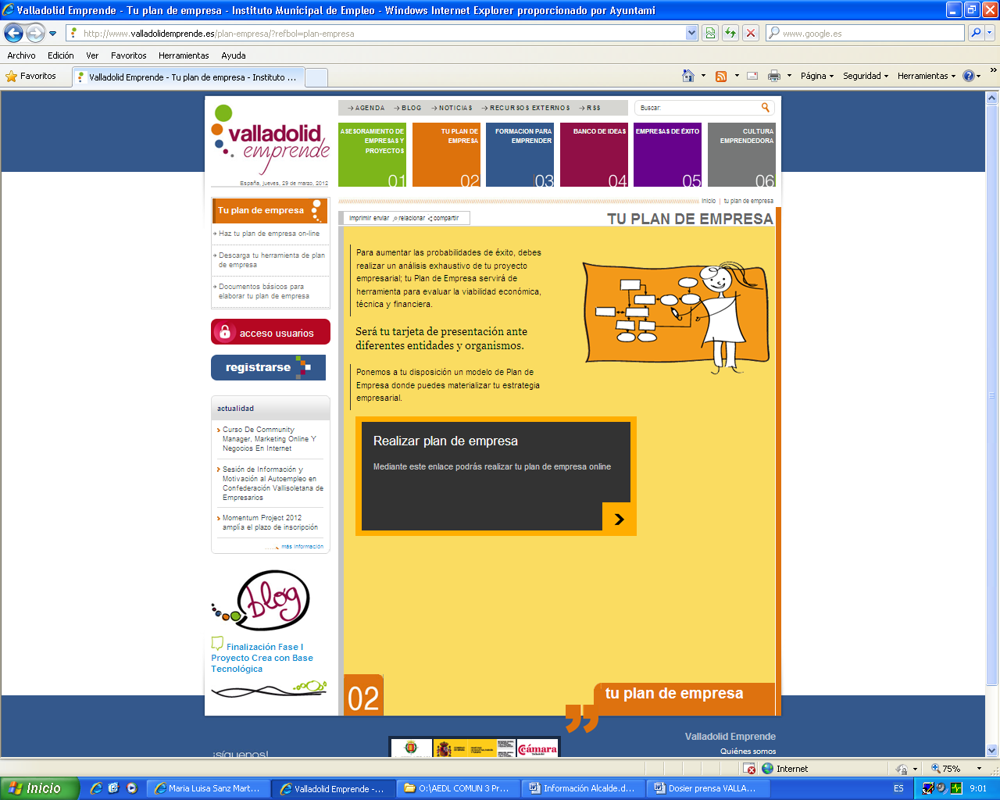 Valladolid Emprende - Tu plan de empresa - Instituto Municipal de Empleo - Windows Internet Explorer proporcionado por Ayuntami
http://www.valladolidemprende.es/plan-empresa/?refbol=plan-empresa
www.google.es
Archivo Edición Ver Favoritos Herramientas Ayuda
Favoritos
Valladolid Emprende - Tu plan de empresa - Instituto ...
Página Seguridad Herramientas
valladolid
emprende
España, jueves, 29 de marzo, 2012
AGENDA BLOG NOTICIAS RECURSOS EXTERNOS RSS
Buscar:
ASESORAMIENTO DE
EMPRESAS Y
PROYECTOS
01
TU PLAN DE
EMPRESA
02
FORMACION PARA
EMPRENDER
03
BANCO DE IDEAS
04
EMPRESAS DE ÉXITO
05
CULTURA
EMPRENDEDORA
06
Inicio | tu plan de empresa
Tu plan de empresa
Haz tu plan de empresa on-line
Descarga tu herramienta de plan
de empresa
Documentos básicos para
elaborar tu plan de empresa
acceso usuarios
registrarse
actualidad
Curso De Community
Manager, Marketing Online Y
Negocios En Internet
Sesión de Información y
Motivación al Autoempleo en
Confederación Vallisoletana de
Empresarios
Momentum Project 2012
amplía el plazo de inscripción
más información
blog
Finalización Fase I
Proyecto Crea con Base
Tecnológica
imprimir enviar relacionar compartir
TU PLAN DE EMPRESA
Para aumentar las probabilidades de éxito, debes
realizar un análisis exhaustivo de tu proyecto
empresarial; tu Plan de Empresa servirá de
herramienta para evaluar la viabilidad económica,
técnica y financiera.
Será tu tarjeta de presentación ante
diferentes entidades y organismos.
Ponemos a tu disposición un modelo de Plan de
Empresa donde puedes materializar tu estrategia
empresarial.
Realizar plan de empresa
Mediante este enlace podrás realizar tu plan de empresa online
02
tu plan de empresa
¡síguenos!
Cámara
Valladolid Emprende
Quiénes somos
Internet
75%
Inicio
Maria Luisa Sanz Mart...
Valladolid Emprende -...
O:\AEDL COMUN 3 Pr...
Información Alcalde.d...
Dosier prensa VALLA...
ES
9:01